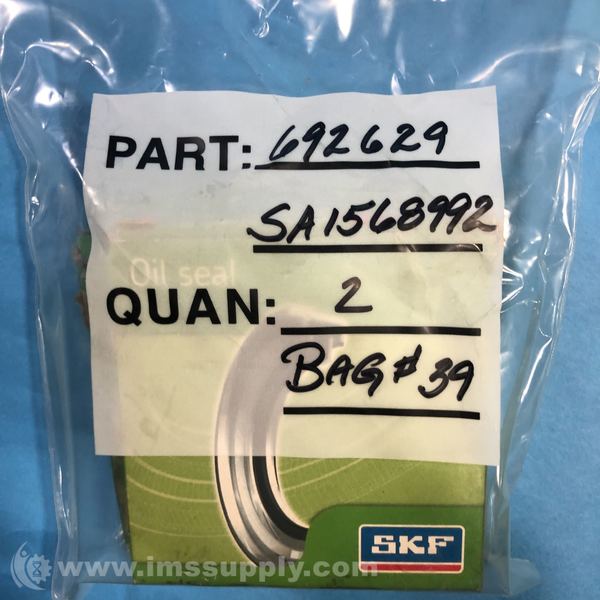 PART: 692629
SA1568992
Oil seal
QUAN: 2
BAG # 39
SKF
www.imssupply.com